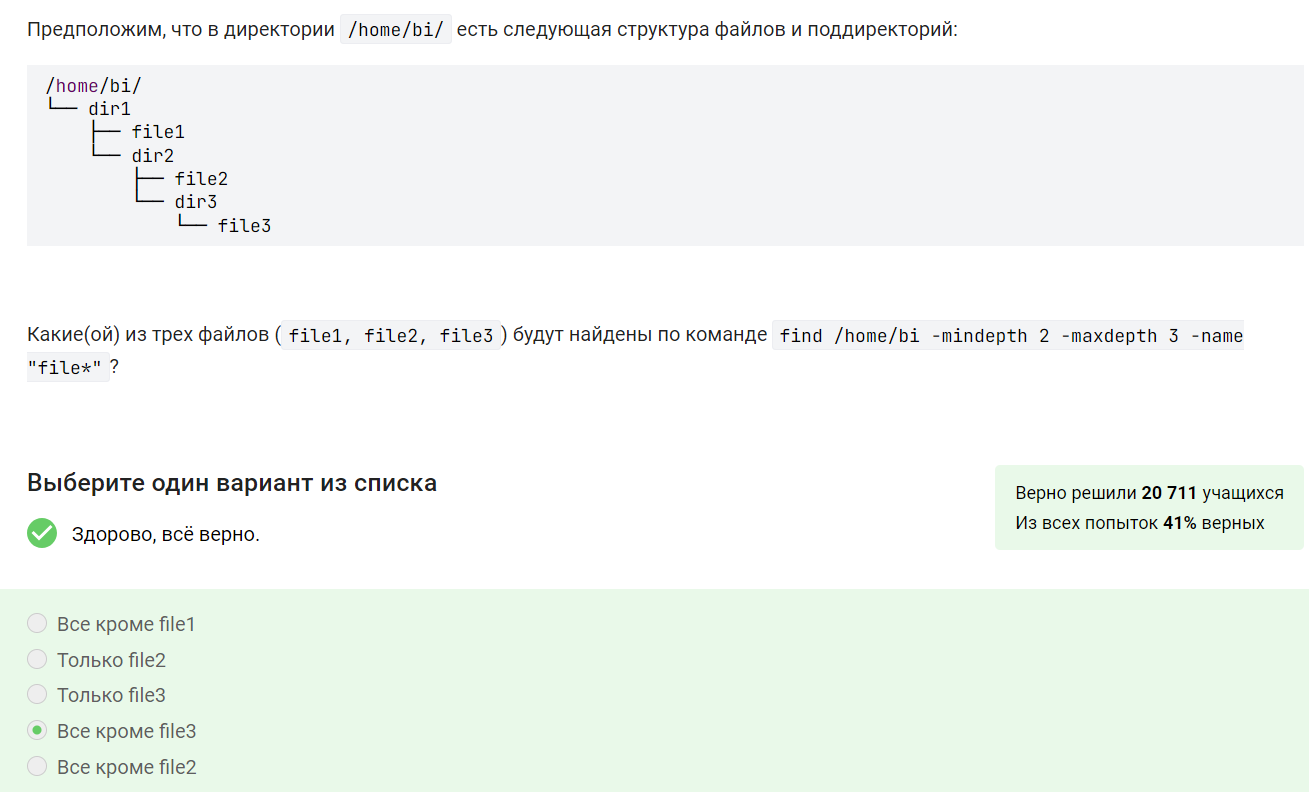 Предположим, что в директории /home/bi/ есть следующая структура файлов и поддиректорий:
/home/bi/
└── dir1
    ├── file1
    └── dir2
        ├── file2
        └── dir3
            └── file3
Какие(ой) из трех файлов ( file1, file2, file3 ) будут найдены по команде find /home/bi -mindepth 2 -maxdepth 3 -name
"file*" ?
Выберите один вариант из списка
Здорово, всё верно.
Верно решили 20 711 учащихся
Из всех попыток 41% верных
Все кроме file1
Только file2
Только file3
Все кроме file3
Все кроме file2